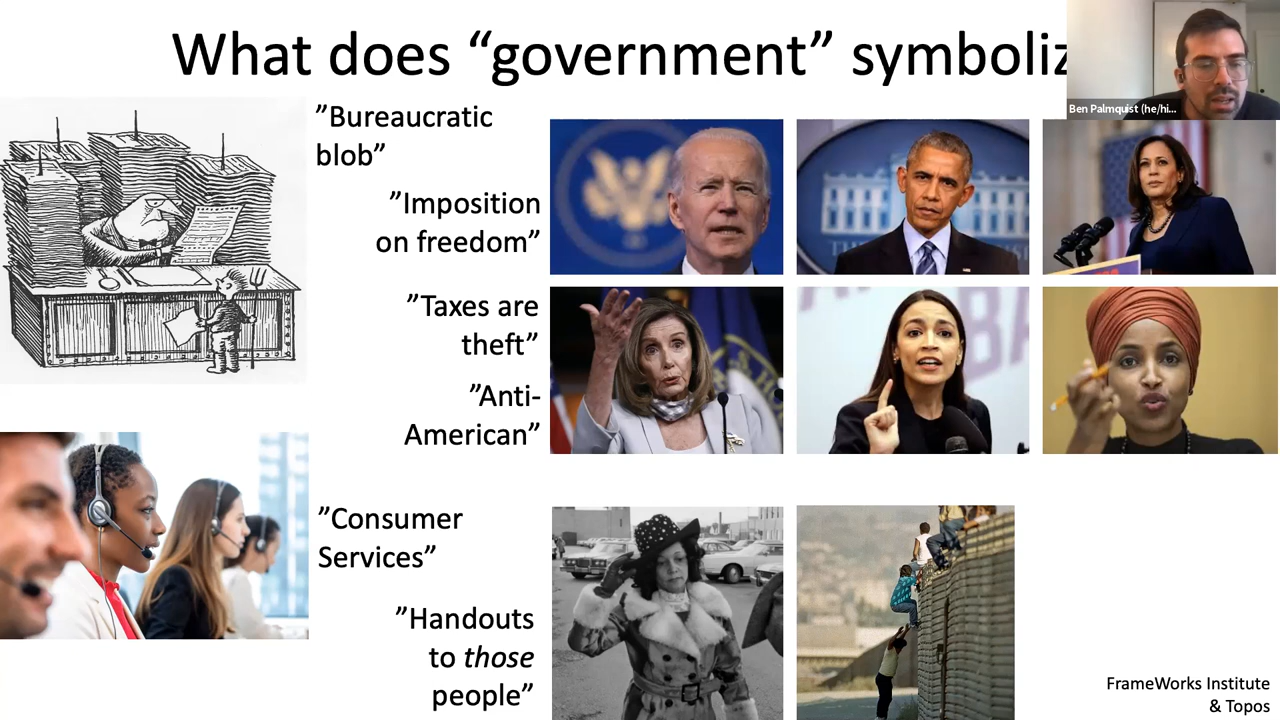 What does “government” symboliz
Ben Palmquist (he/hi...
”Bureaucratic
blob”
”Imposition
on freedom”
”Taxes are
theft”
”Anti-
American”
”Consumer
Services”
”Handouts
to those
people”
FrameWorks Institute
& Topos